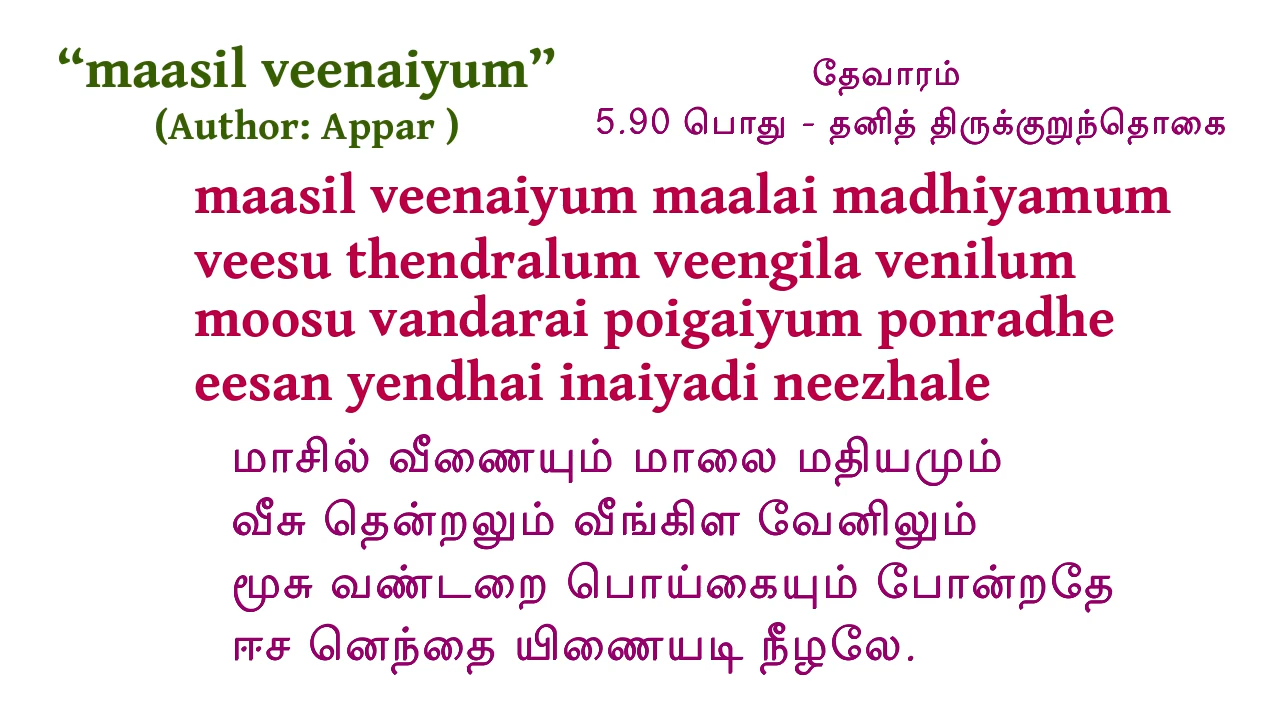 “maasil veenaiyum”
(Author: Appar )
தேவாரம்
5.90 பொது - தனித் திருக்குறுந்தொகை
maasil veenaiyum maalai madhiyamum
veesu thendralum veengila venilum
moosu vandarai poigaiyum ponradhe
eesan yendhai inaiyadi neezhale
மாசில் வீணையும் மாலை மதியமும்
வீசு தென்றலும் வீங்கிள வேனிலும்
மூசு வண்டறை பொய்கையும் போன்றதே
ஈச னெந்தை யிணையடி நீழலே.